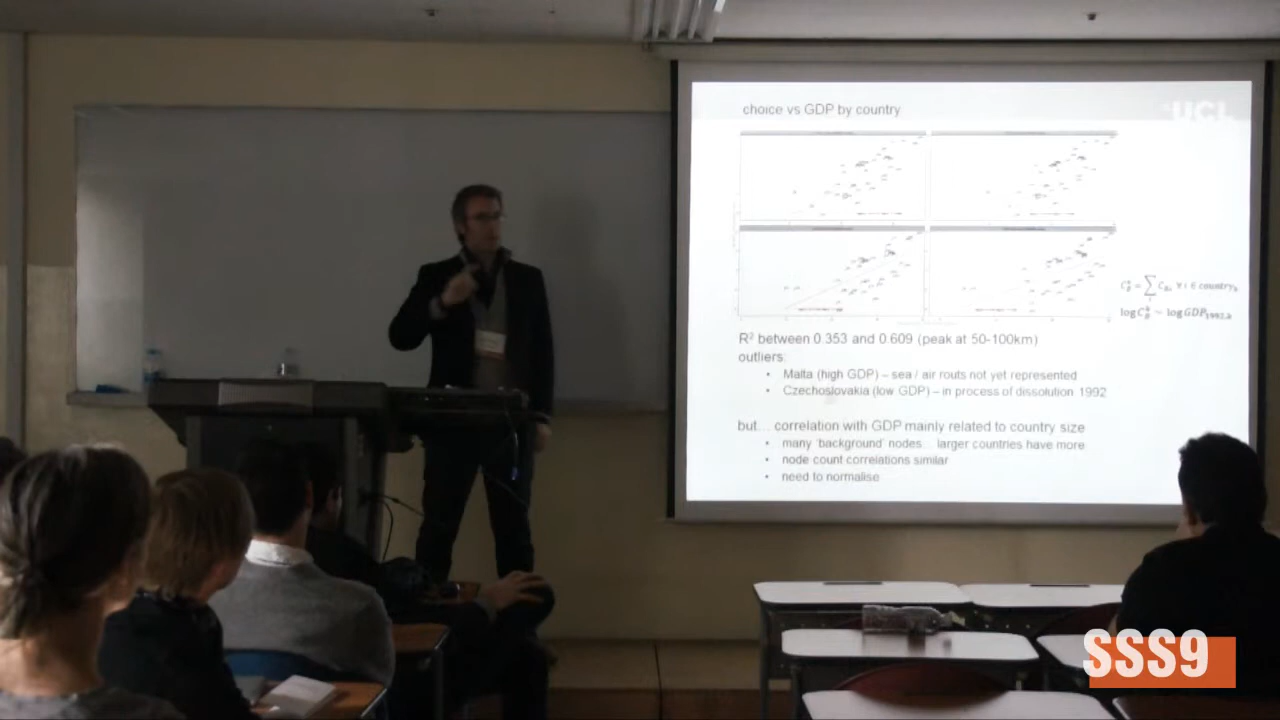 choice vs GDP by country
UCL
R² between 0.353 and 0.609 (peak at 50-100km)
outliers:
• Malta (high GDP) – sea / air routs not yet represented
• Czechoslovakia (low GDP) – in process of dissolution 1992
but... correlation with GDP mainly related to country size
• many 'background' nodes... larger countries have more
• node count correlations similar
• need to normalise
SSS9